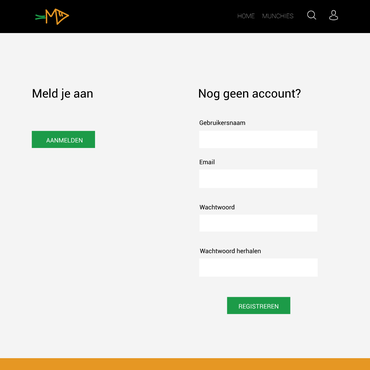 HOME MUNCHIES
Meld je aan
Nog geen account?
Gebruikersnaam
AANMELDEN
Email
Wachtwoord
Wachtwoord herhalen
REGISTREREN